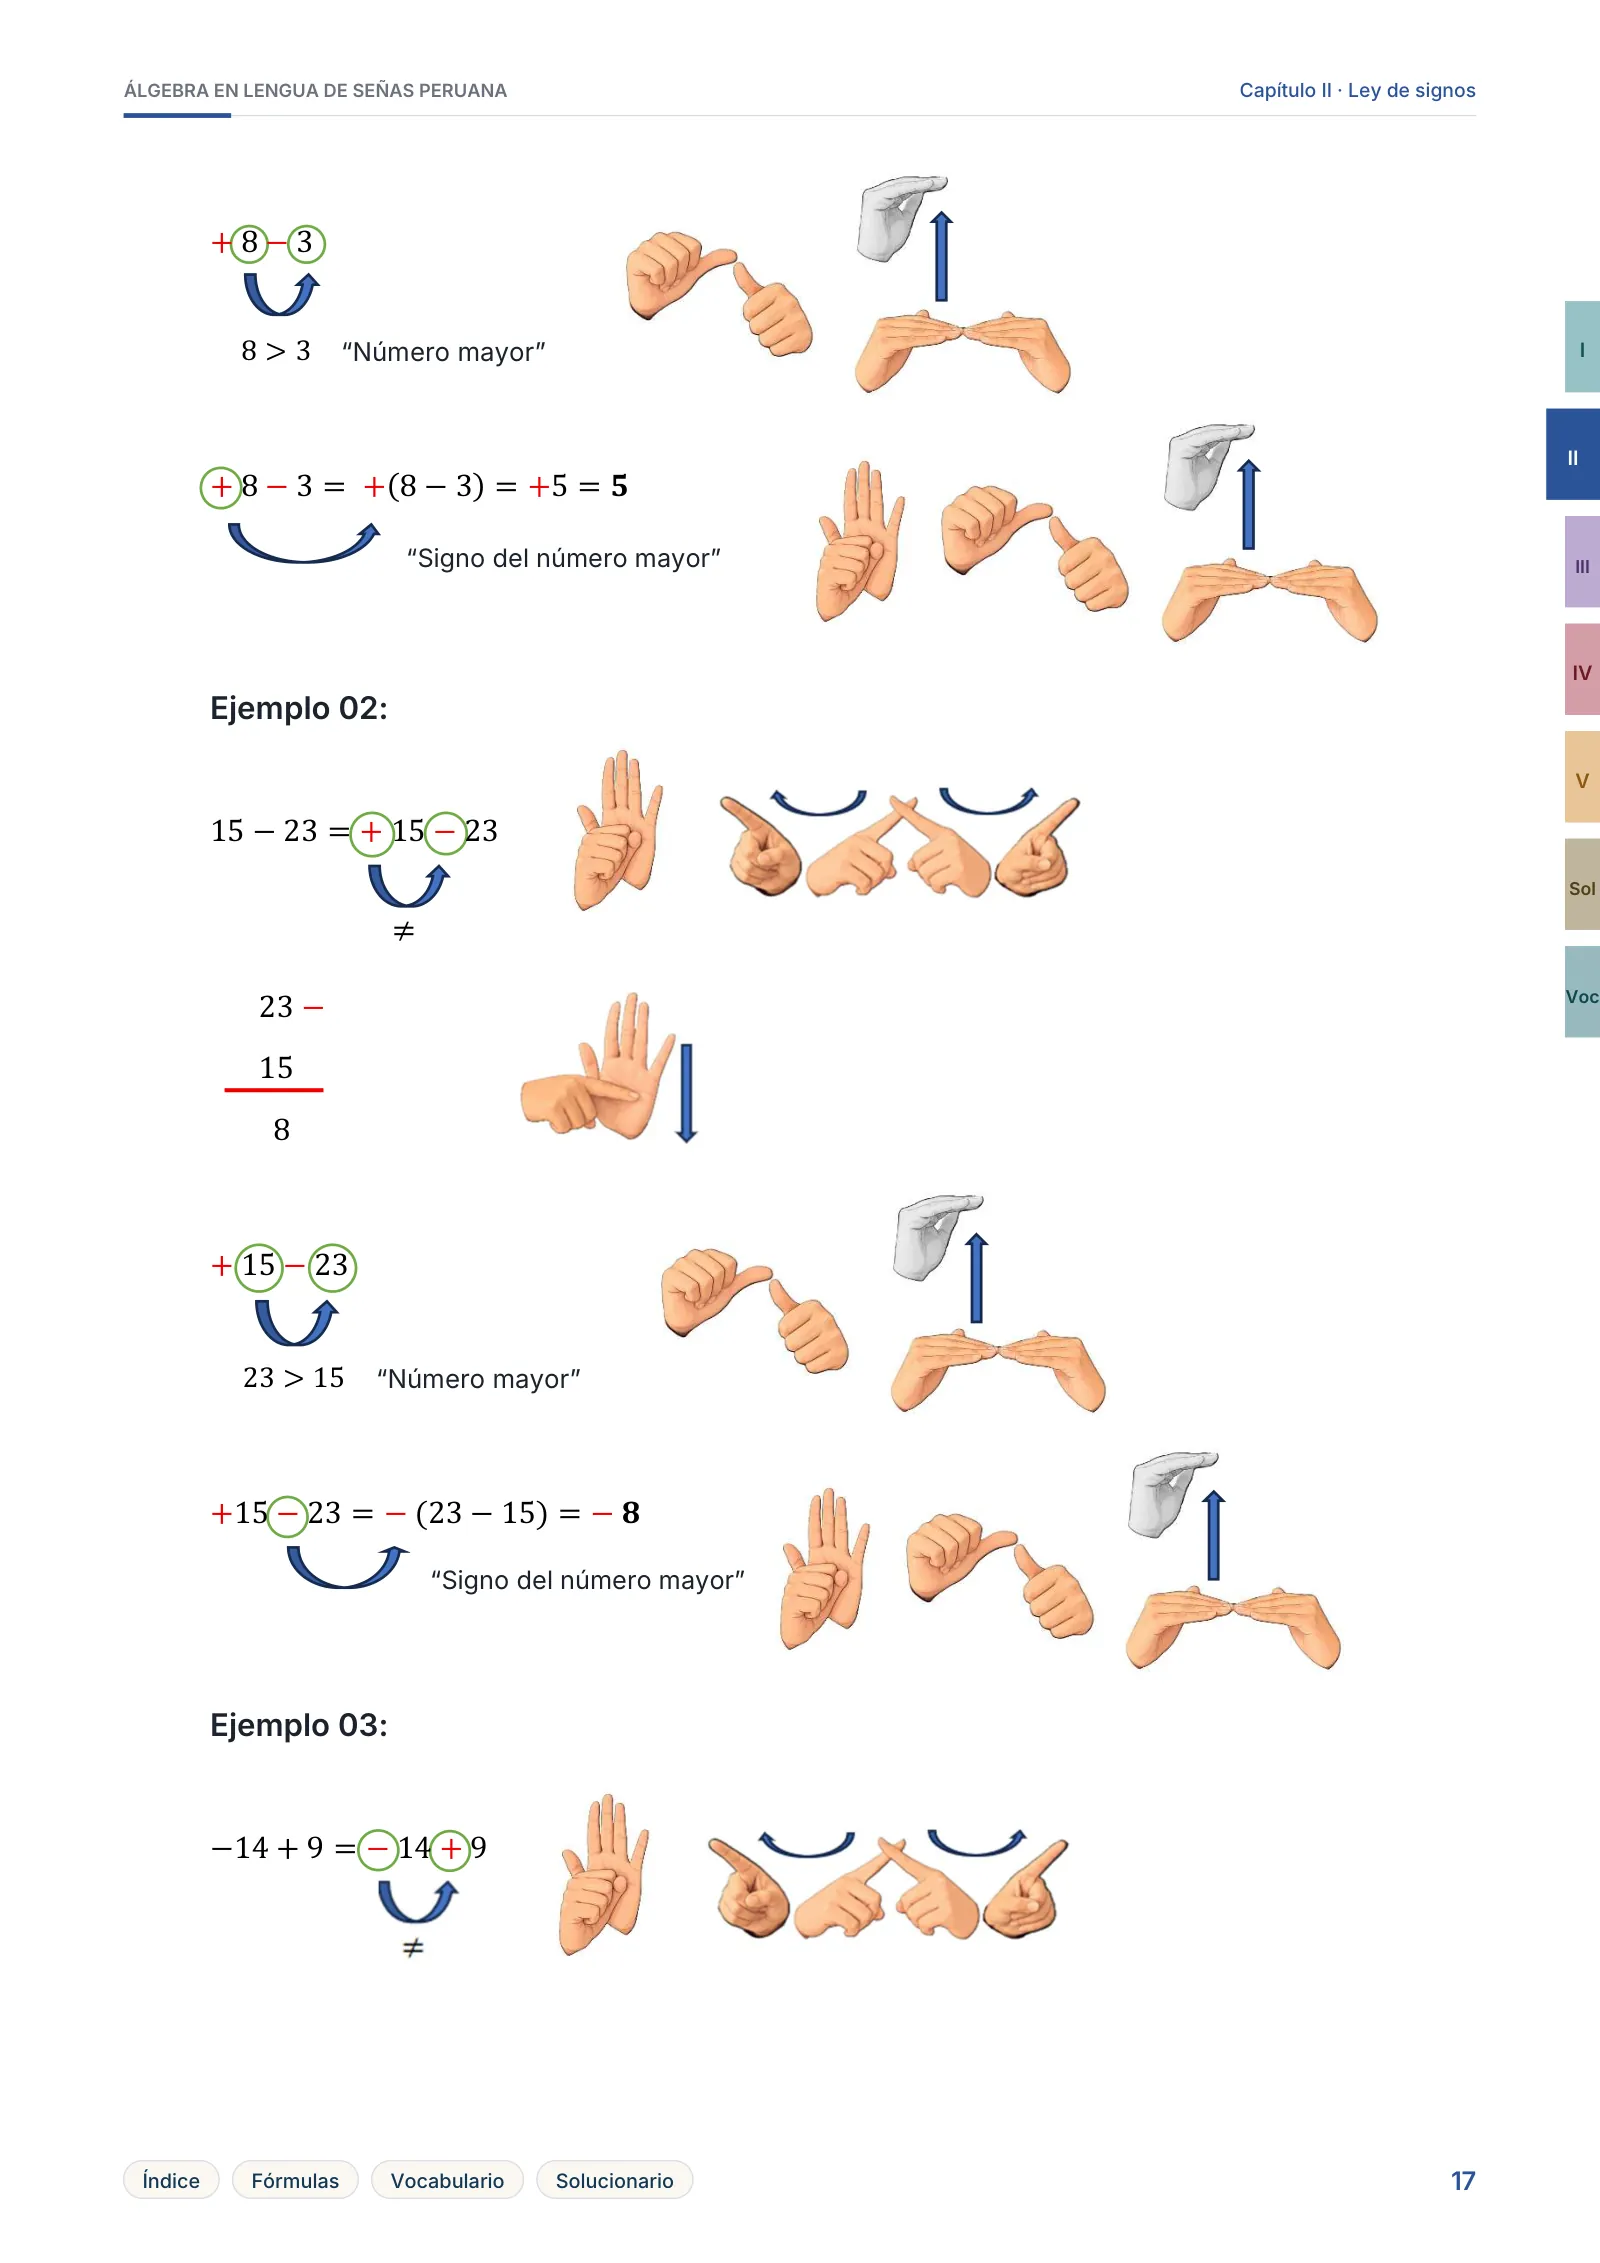 ÁLGEBRA EN LENGUA DE SEÑAS PERUANA
Capítulo II · Ley de signos
+8−3
8 > 3 “Número mayor”
+8 − 3 = +(8 − 3) = +5 = 5
“Signo del número mayor”
Ejemplo 02:
15 − 23 = + 15 − 23
≠
23 −
15
8
+ 15 − 23
23 > 15 “Número mayor”
+15 − 23 = − (23 − 15) = − 8
“Signo del número mayor”
Ejemplo 03:
−14 + 9 = − 14 + 9
≠
I
II
III
IV
V
Sol
Voc
Índice
Fórmulas
Vocabulario
Solucionario
17